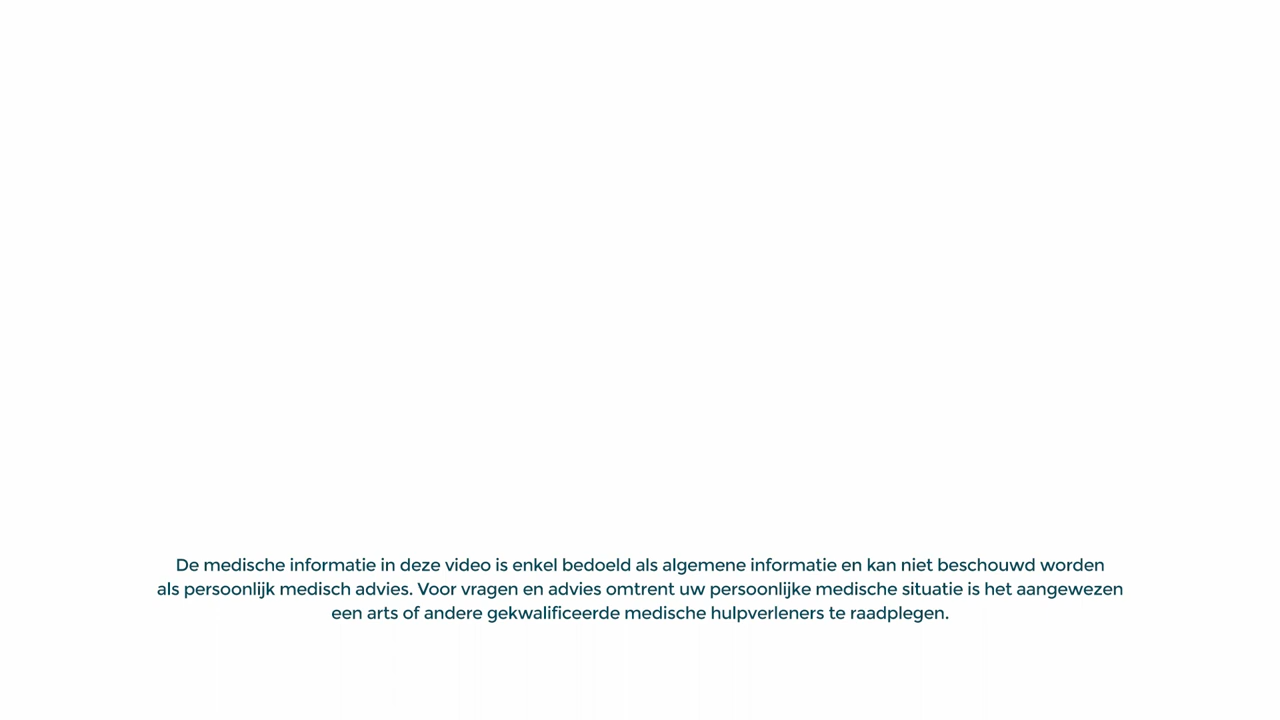 De medische informatie in deze video is enkel bedoeld als algemene informatie en kan niet beschouwd worden
als persoonlijk medisch advies. Voor vragen en advies omtrent uw persoonlijke medische situatie is het aangewezen
een arts of andere gekwalificeerde medische hulpverleners te raadplegen.